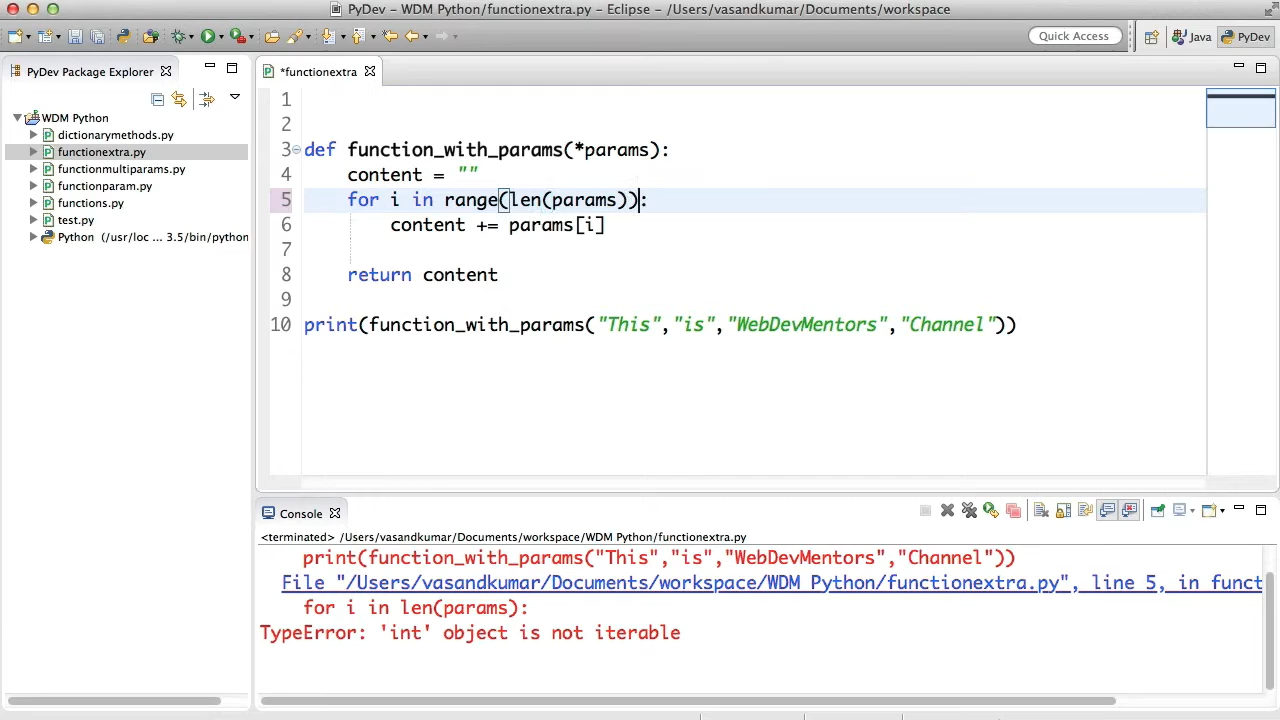 PyDev - WDM Python/functionextra.py - Eclipse - /Users/vasandkumar/Documents/workspace
Quick Access
Java
PyDev
PyDev Package Explorer
*functionextra
WDM Python
dictionarymethods.py
functionextra.py
functionmultiparams.py
functionparam.py
functions.py
test.py
Python (/usr/loc ... 3.5/bin/python
1
2
3 def function_with_params(*params):
4 content = ""
5 for i in range(len(params)):
6 content += params[i]
7
8 return content
9
10 print(function_with_params("This","is","WebDevMentors","Channel"))
Console
<terminated> /Users/vasandkumar/Documents/workspace/WDM Python/functionextra.py
print(function_with_params("This","is","WebDevMentors","Channel"))
File "/Users/vasandkumar/Documents/workspace/WDM Python/functionextra.py", line 5, in funct
for i in len(params):
TypeError: 'int' object is not iterable